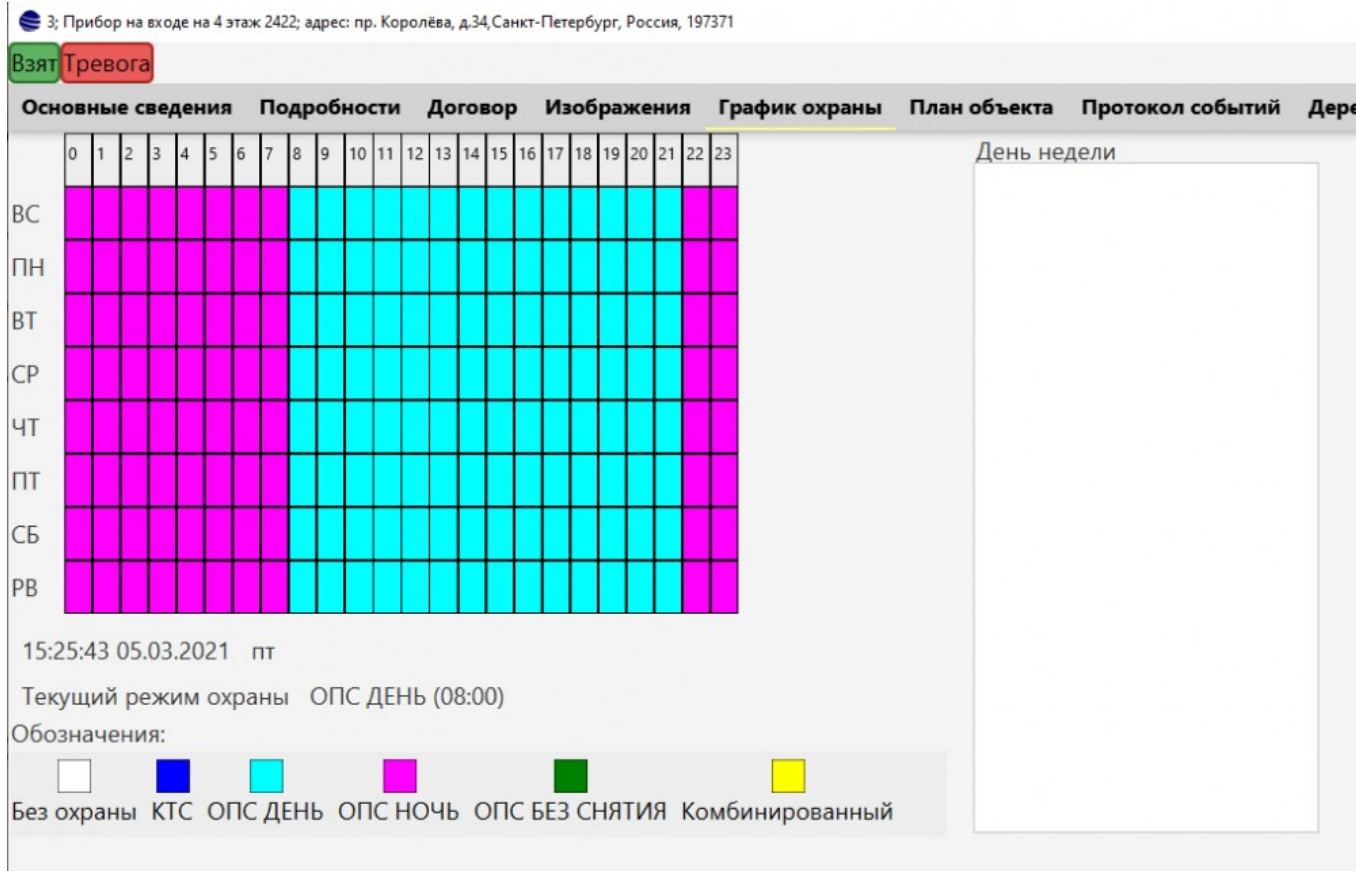 3; Прибор на входе на 4 этаж 2422; адрес: пр. Королёва, д.34,Санкт-Петербург, Россия, 197371
Взят Тревога
Основные сведения Подробности Договор Изображения График охраны План объекта Протокол событий Дере
0 1 2 3 4 5 6 7 8 9 10 11 12 13 14 15 16 17 18 19 20 21 22 23
День недели
ВС
ПН
ВТ
СР
ЧТ
ПТ
СБ
РВ
15:25:43 05.03.2021 пт
Текущий режим охраны ОПС ДЕНЬ (08:00)
Обозначения:
Без охраны КТС ОПС ДЕНЬ ОПС НОЧЬ ОПС БЕЗ СНЯТИЯ Комбинированный